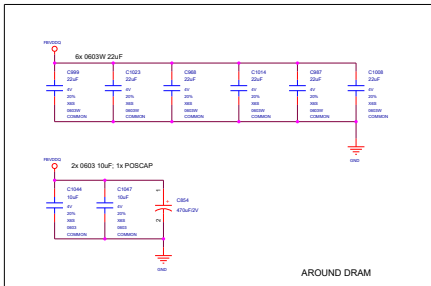 FBVDDQ
6x 0603W 22uF
C999
22uF
4V
20%
X6S
0603W
COMMON
C1023
22uF
4V
20%
X6S
0603W
COMMON
C968
22uF
4V
20%
X6S
0603W
COMMON
C1014
22uF
4V
20%
X6S
0603W
COMMON
C987
22uF
4V
20%
X6S
0603W
COMMON
C1008
22uF
4V
20%
X6S
0603W
COMMON
GND
FBVDDQ
2x 0603 10uF; 1x POSCAP
C1044
10uF
4V
20%
X6S
0603
COMMON
C1047
10uF
4V
20%
X6S
0603
COMMON
1
+
C854
470uF/2V
2
GND
AROUND DRAM